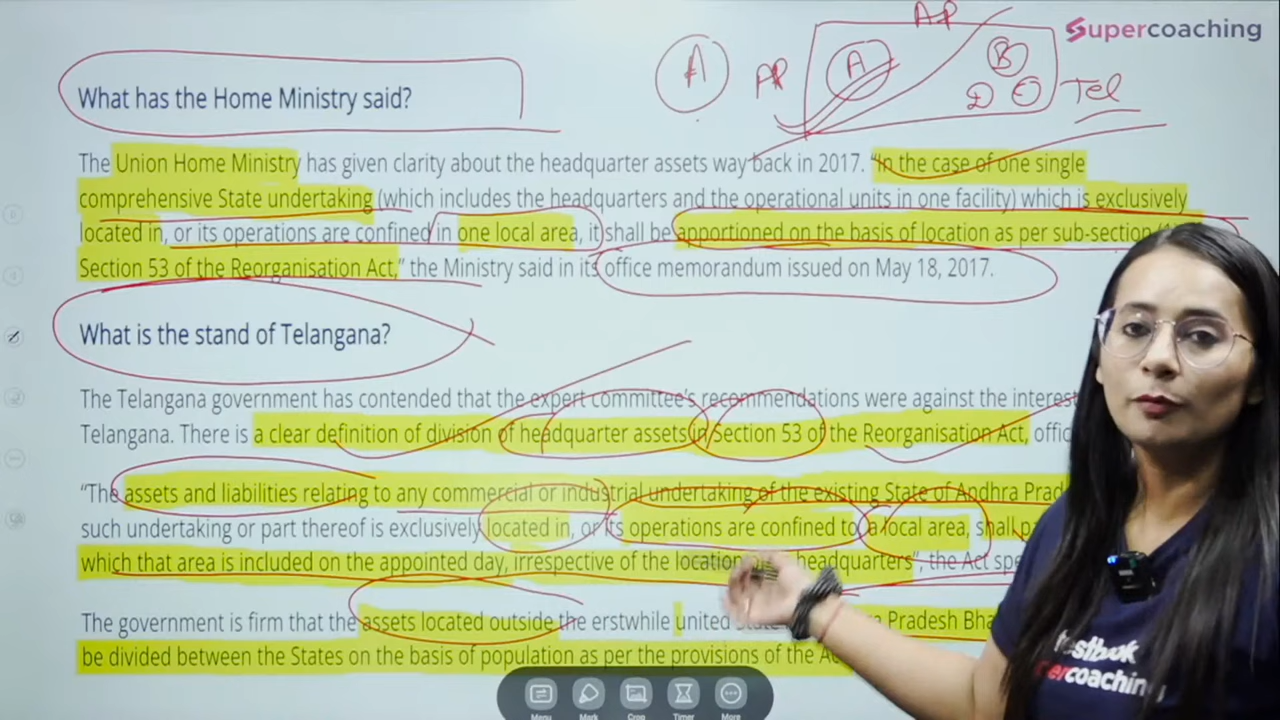 Supercoaching
AP
A
AP
A
B
D
Tel
What has the Home Ministry said?
The Union Home Ministry has given clarity about the headquarter assets way back in 2017. “In the case of one single
comprehensive State undertaking (which includes the headquarters and the operational units in one facility) which is exclusively
located in, or its operations are confined in one local area, it shall be apportioned on the basis of location as per sub-section
Section 53 of the Reorganisation Act,” the Ministry said in its office memorandum issued on May 18, 2017.
What is the stand of Telangana?
The Telangana government has contended that the expert committee’s recommendations were against the interest
Telangana. There is a clear definition of division of headquarter assets in Section 53 of the Reorganisation Act,
“The assets and liabilities relating to any commercial or industrial undertaking of the existing State of Andhra
such undertaking or part thereof is exclusively located in, or its operations are confined to a local area, shall
which that area is included on the appointed day, irrespective of the location headquarters”, the Act
The government is firm that the assets located outside the erstwhile united Pradesh
be divided between the States on the basis of population as per the provisions of the
testbook
supercoaching
Menu
Mark
Crop
Timer
More